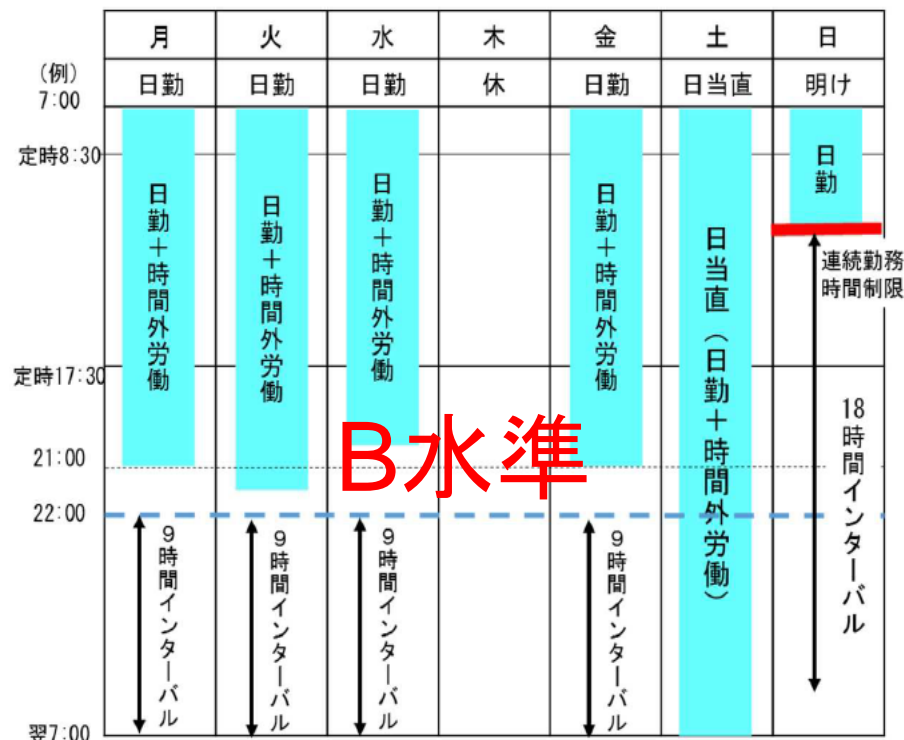 月 火 水 木 金 土 日
(例)
7:00
日勤 日勤 日勤 休 日勤 日当直 明け
定時8:30
日勤＋時間外労働
日勤＋時間外労働
日勤＋時間外労働
日勤＋時間外労働
日当直（日勤＋時間外労働）
日勤
連続勤務
時間制限
定時17:30
18時間インターバル
B水準
21:00
22:00
9時間インターバル
9時間インターバル
9時間インターバル
9時間インターバル
翌7:00